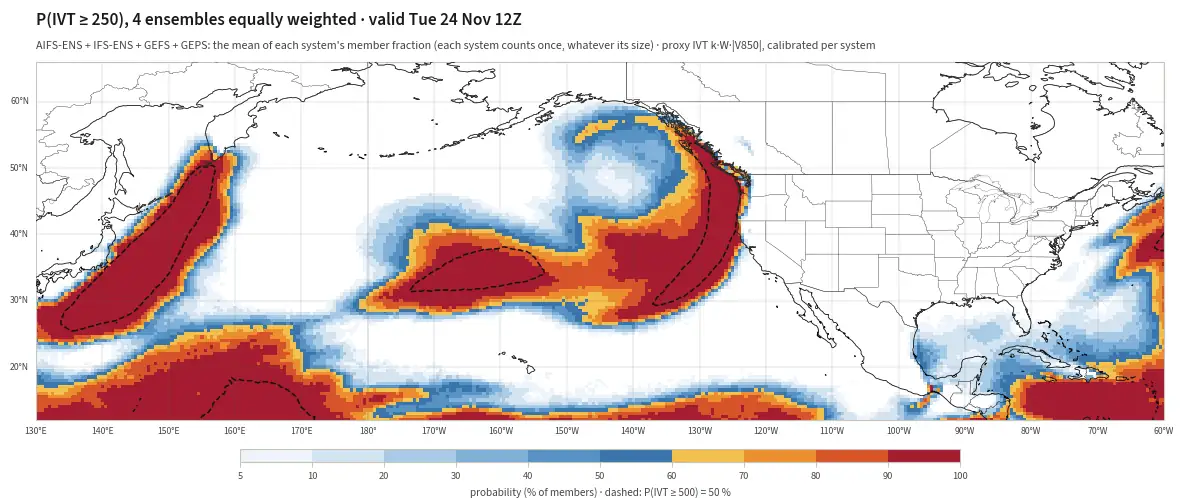 P(IVT ≥ 250), 4 ensembles equally weighted · valid Tue 24 Nov 12Z
AIFS-ENS + IFS-ENS + GEFS + GEPS: the mean of each system's member fraction (each system counts once, whatever its size) · proxy IVT k·W·|V850|, calibrated per system
60°N
50°N
40°N
30°N
20°N
130°E 140°E 150°E 160°E 170°E 180° 170°W 160°W 150°W 140°W 130°W 120°W 110°W 100°W 90°W 80°W 70°W 60°W
5 10 20 30 40 50 60 70 80 90 100
probability (% of members) · dashed: P(IVT ≥ 500) = 50 %